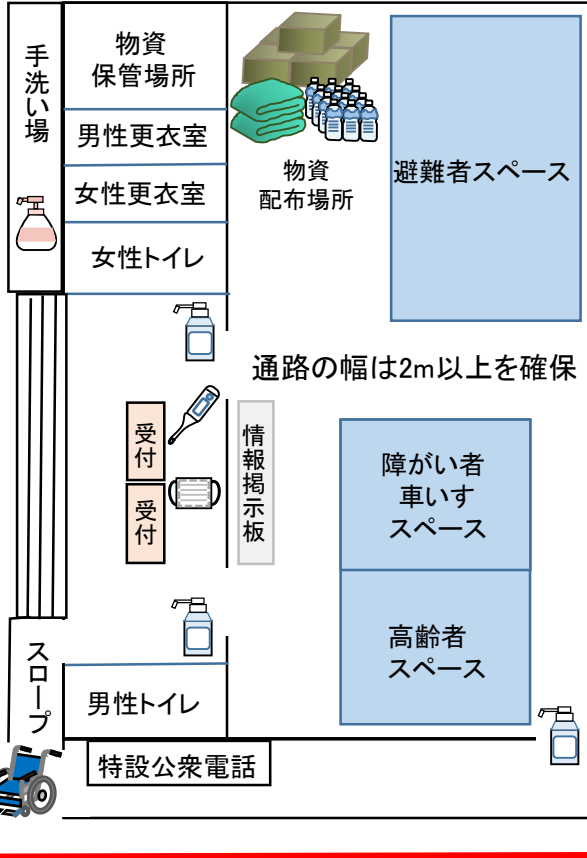 手洗い場
物資
保管場所
男性更衣室
女性更衣室
女性トイレ
物資
配布場所
避難者スペース
通路の幅は2m以上を確保
受付
受付
情報掲示板
障がい者
車いす
スペース
高齢者
スペース
スロープ
男性トイレ
特設公衆電話